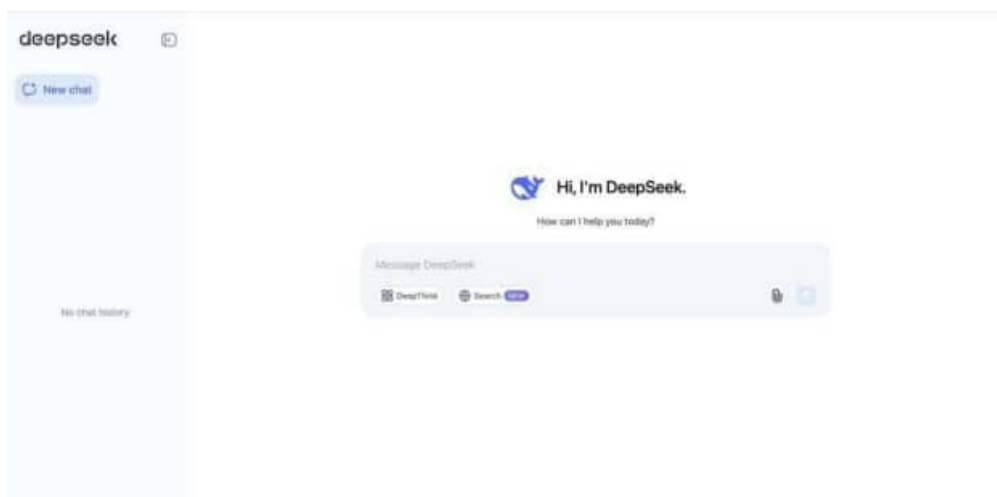 deepseek
New chat
Hi, I'm DeepSeek.
How can I help you today?
Message DeepSeek
DeepThink
Search NEW
No chat history